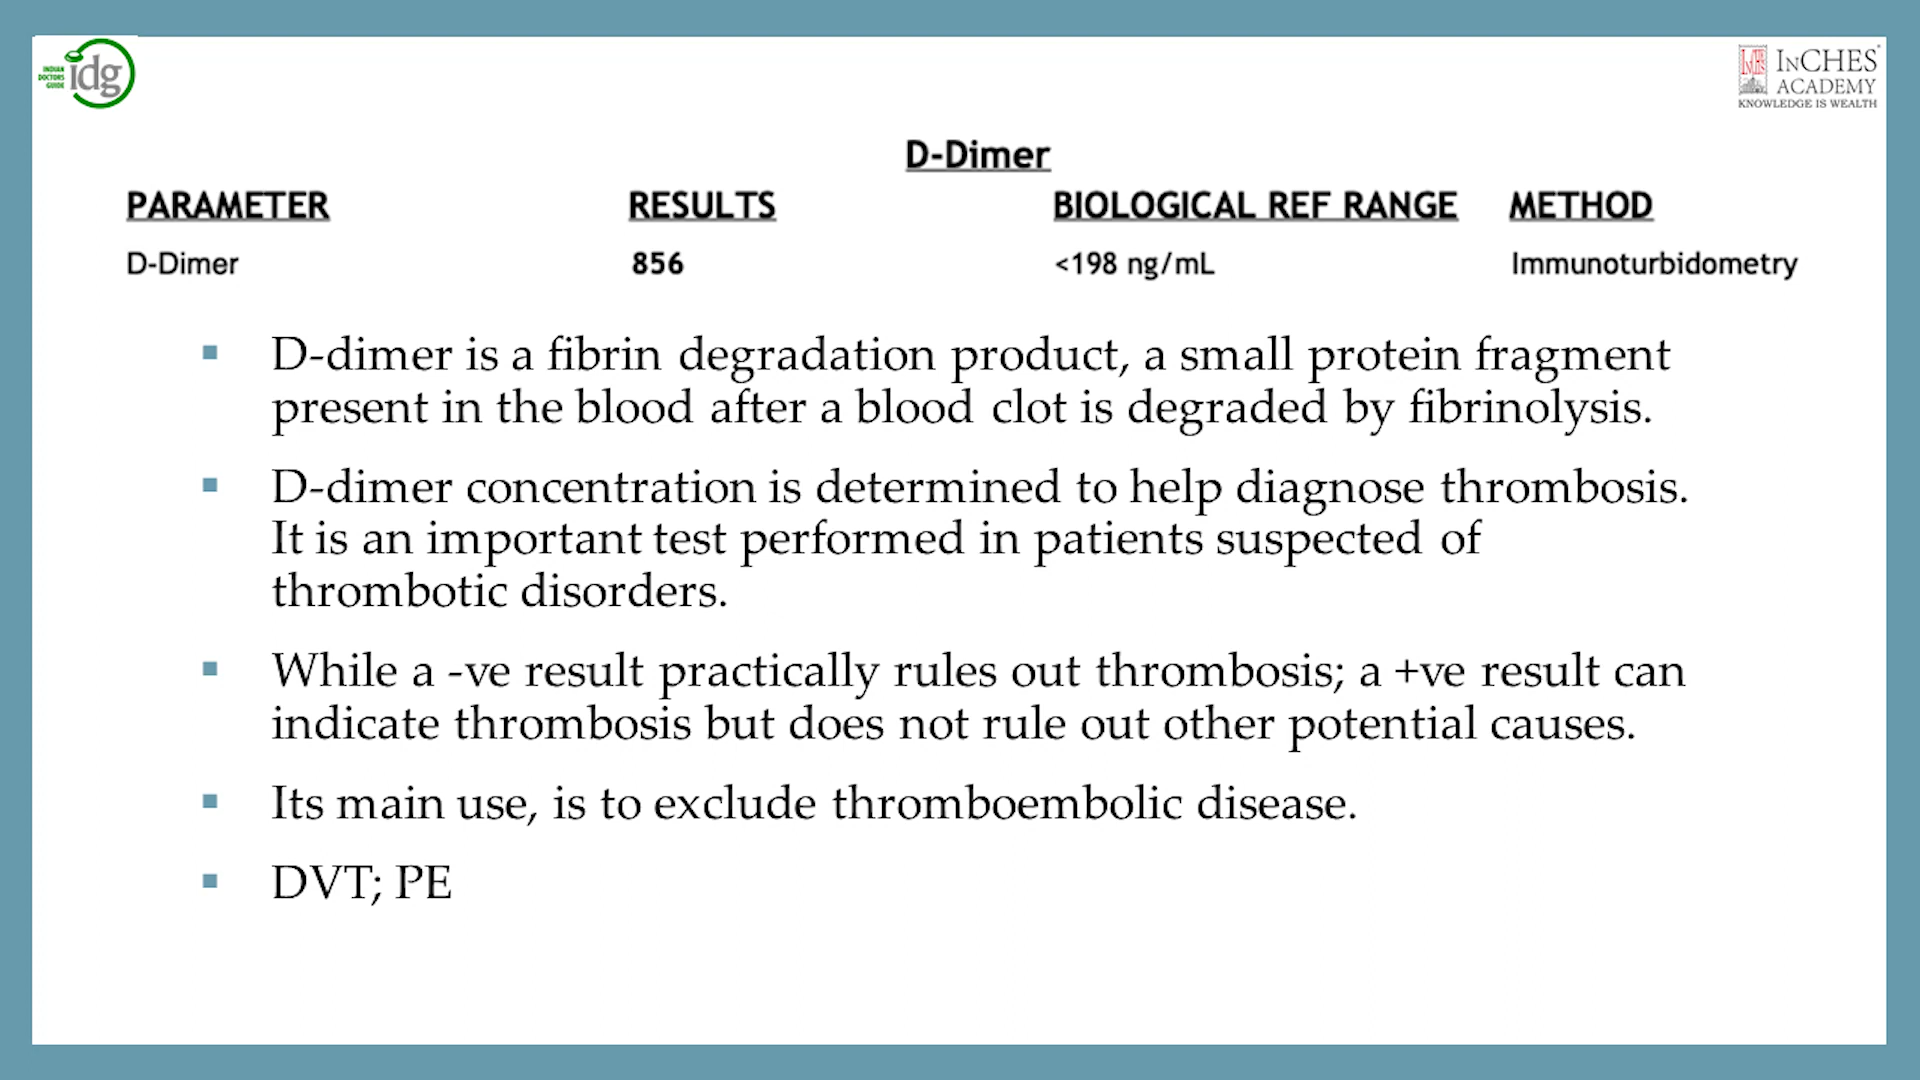 INDIAN
DOCTORS
GUIDE
idg
InCHES
ACADEMY
KNOWLEDGE IS WEALTH
D-Dimer
PARAMETER RESULTS BIOLOGICAL REF RANGE METHOD
D-Dimer 856 <198 ng/mL Immunoturbidometry
D-dimer is a fibrin degradation product, a small protein fragment
present in the blood after a blood clot is degraded by fibrinolysis.
D-dimer concentration is determined to help diagnose thrombosis.
It is an important test performed in patients suspected of
thrombotic disorders.
While a -ve result practically rules out thrombosis; a +ve result can
indicate thrombosis but does not rule out other potential causes.
Its main use, is to exclude thromboembolic disease.
DVT; PE